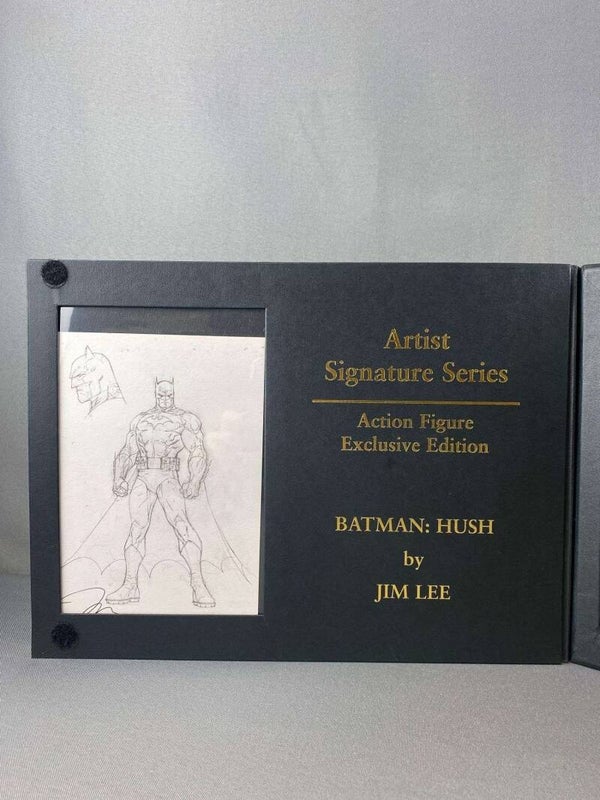 Artist
Signature Series
Action Figure
Exclusive Edition
BATMAN: HUSH
by
JIM LEE